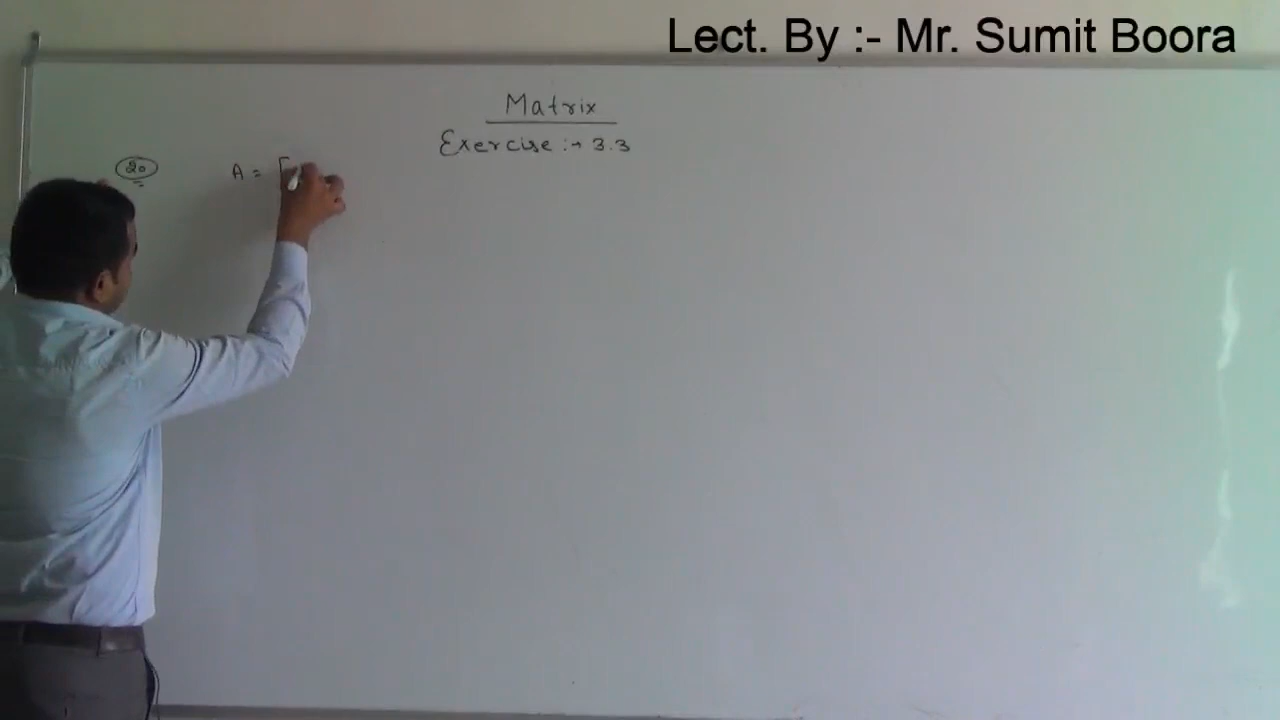 Lect. By :- Mr. Sumit Boora
Matrix
Exercise :→ 3.3
20 A = [